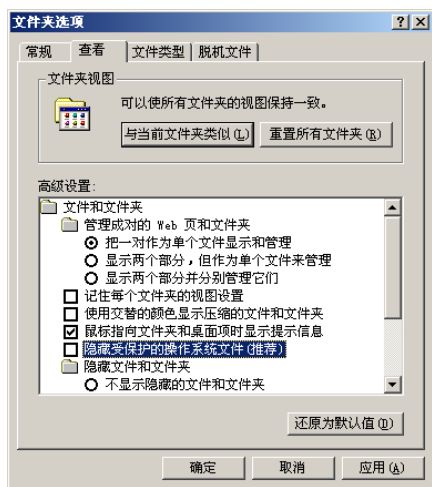 文件夹选项
常规 查看 文件类型 脱机文件
文件夹视图
可以使所有文件夹的视图保持一致。
与当前文件夹类似(L) 重置所有文件夹(R)
高级设置:
文件和文件夹
管理成对的 Web 页和文件夹
把一对作为单个文件显示和管理
显示两个部分,但作为单个文件来管理
显示两个部分并分别管理它们
记住每个文件夹的视图设置
使用交替的颜色显示压缩的文件和文件夹
鼠标指向文件夹和桌面项时显示提示信息
隐藏受保护的操作系统文件(推荐)
隐藏文件和文件夹
不显示隐藏的文件和文件夹
还原为默认值(D)
确定 取消 应用(A)